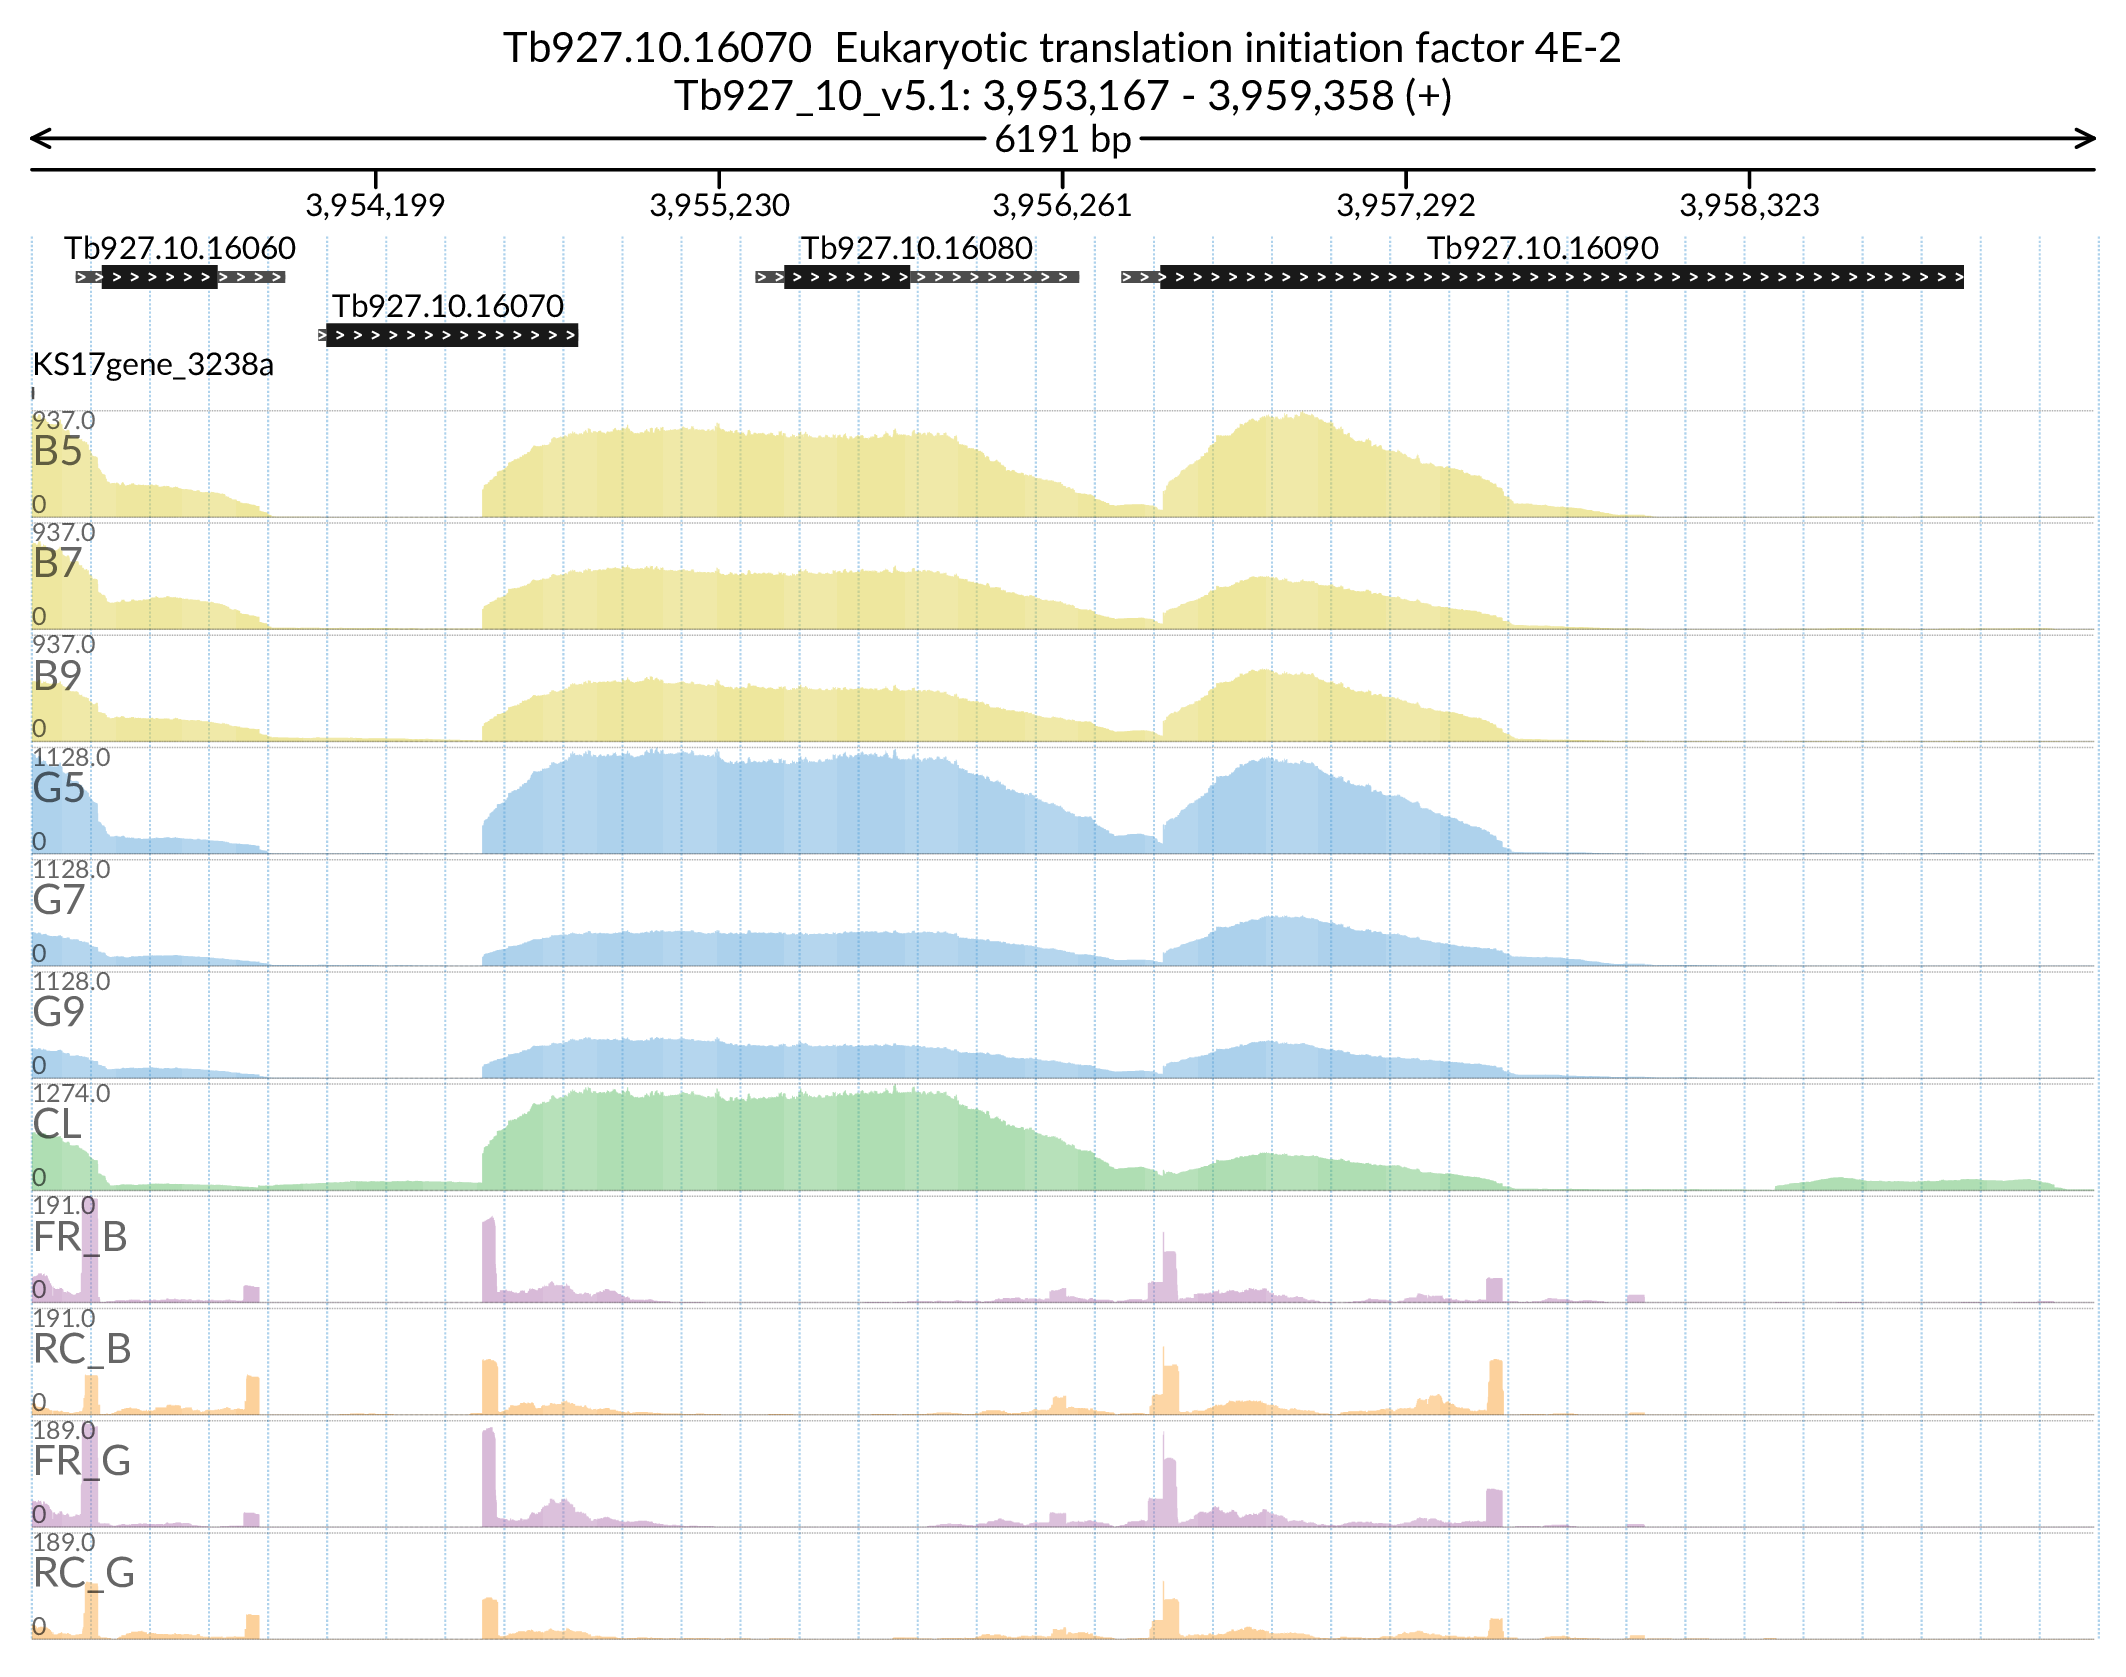 Tb927.10.16070  Eukaryotic translation initiation factor 4E-2
Tb927_10_v5.1: 3,953,167 - 3,959,358 (+)
6191 bp
3,954,199 3,955,230 3,956,261 3,957,292 3,958,323
Tb927.10.16060 Tb927.10.16080 Tb927.10.16090
Tb927.10.16070
KS17gene_3238a
937.0
B5
0
937.0
B7
0
937.0
B9
0
1128.0
G5
0
1128.0
G7
0
1128.0
G9
0
1274.0
CL
0
191.0
FR_B
0
191.0
RC_B
0
189.0
FR_G
0
189.0
RC_G
0